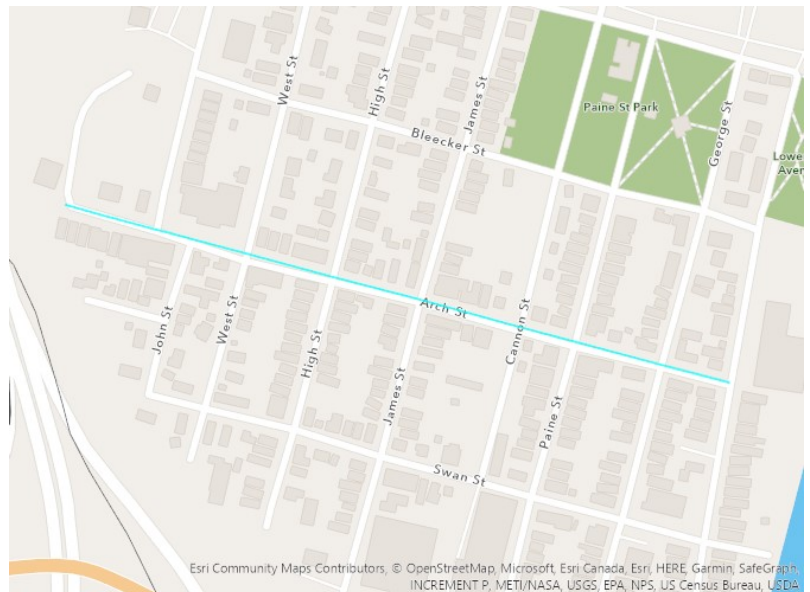 West St
High St
James St
Bleecker St
Paine St Park
George St
Lowe
Aven
John St
West St
High St
James St
Arch St
Cannon St
Paine St
Swan St
Esri Community Maps Contributors, © OpenStreetMap, Microsoft, Esri Canada, Esri, HERE, Garmin, SafeGraph,
INCREMENT P, METI/NASA, USGS, EPA, NPS, US Census Bureau, USDA